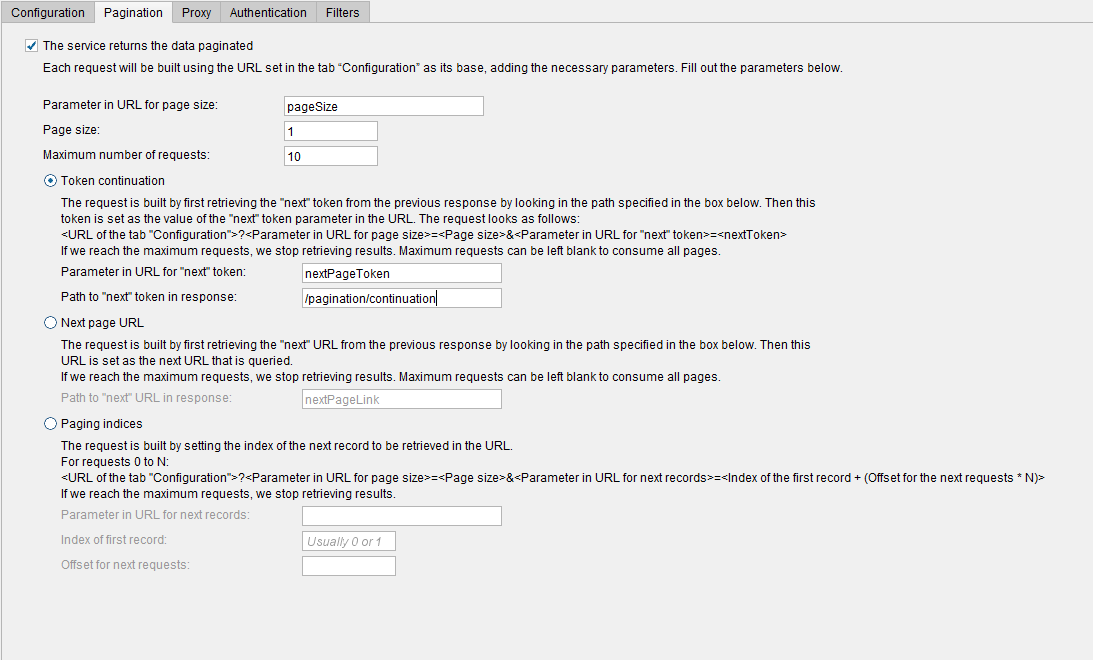 Configuration Pagination Proxy Authentication Filters
The service returns the data paginated
Each request will be built using the URL set in the tab “Configuration” as its base, adding the necessary parameters. Fill out the parameters below.
Parameter in URL for page size: pageSize
Page size: 1
Maximum number of requests: 10
Token continuation
The request is built by first retrieving the "next" token from the previous response by looking in the path specified in the box below. Then this
token is set as the value of the "next" token parameter in the URL. The request looks as follows:
<URL of the tab "Configuration">?<Parameter in URL for page size>=<Page size>&<Parameter in URL for "next" token>=<nextToken>
If we reach the maximum requests, we stop retrieving results. Maximum requests can be left blank to consume all pages.
Parameter in URL for "next" token: nextPageToken
Path to "next" token in response: /pagination/continuation
Next page URL
The request is built by first retrieving the "next" URL from the previous response by looking in the path specified in the box below. Then this
URL is set as the next URL that is queried.
If we reach the maximum requests, we stop retrieving results. Maximum requests can be left blank to consume all pages.
Path to "next" URL in response: nextPageLink
Paging indices
The request is built by setting the index of the next record to be retrieved in the URL.
For requests 0 to N:
<URL of the tab "Configuration">?<Parameter in URL for page size>=<Page size>&<Parameter in URL for next records>=<Index of the first record + (Offset for the next requests * N)>
If we reach the maximum requests, we stop retrieving results.
Parameter in URL for next records:
Index of first record: Usually 0 or 1
Offset for next requests: